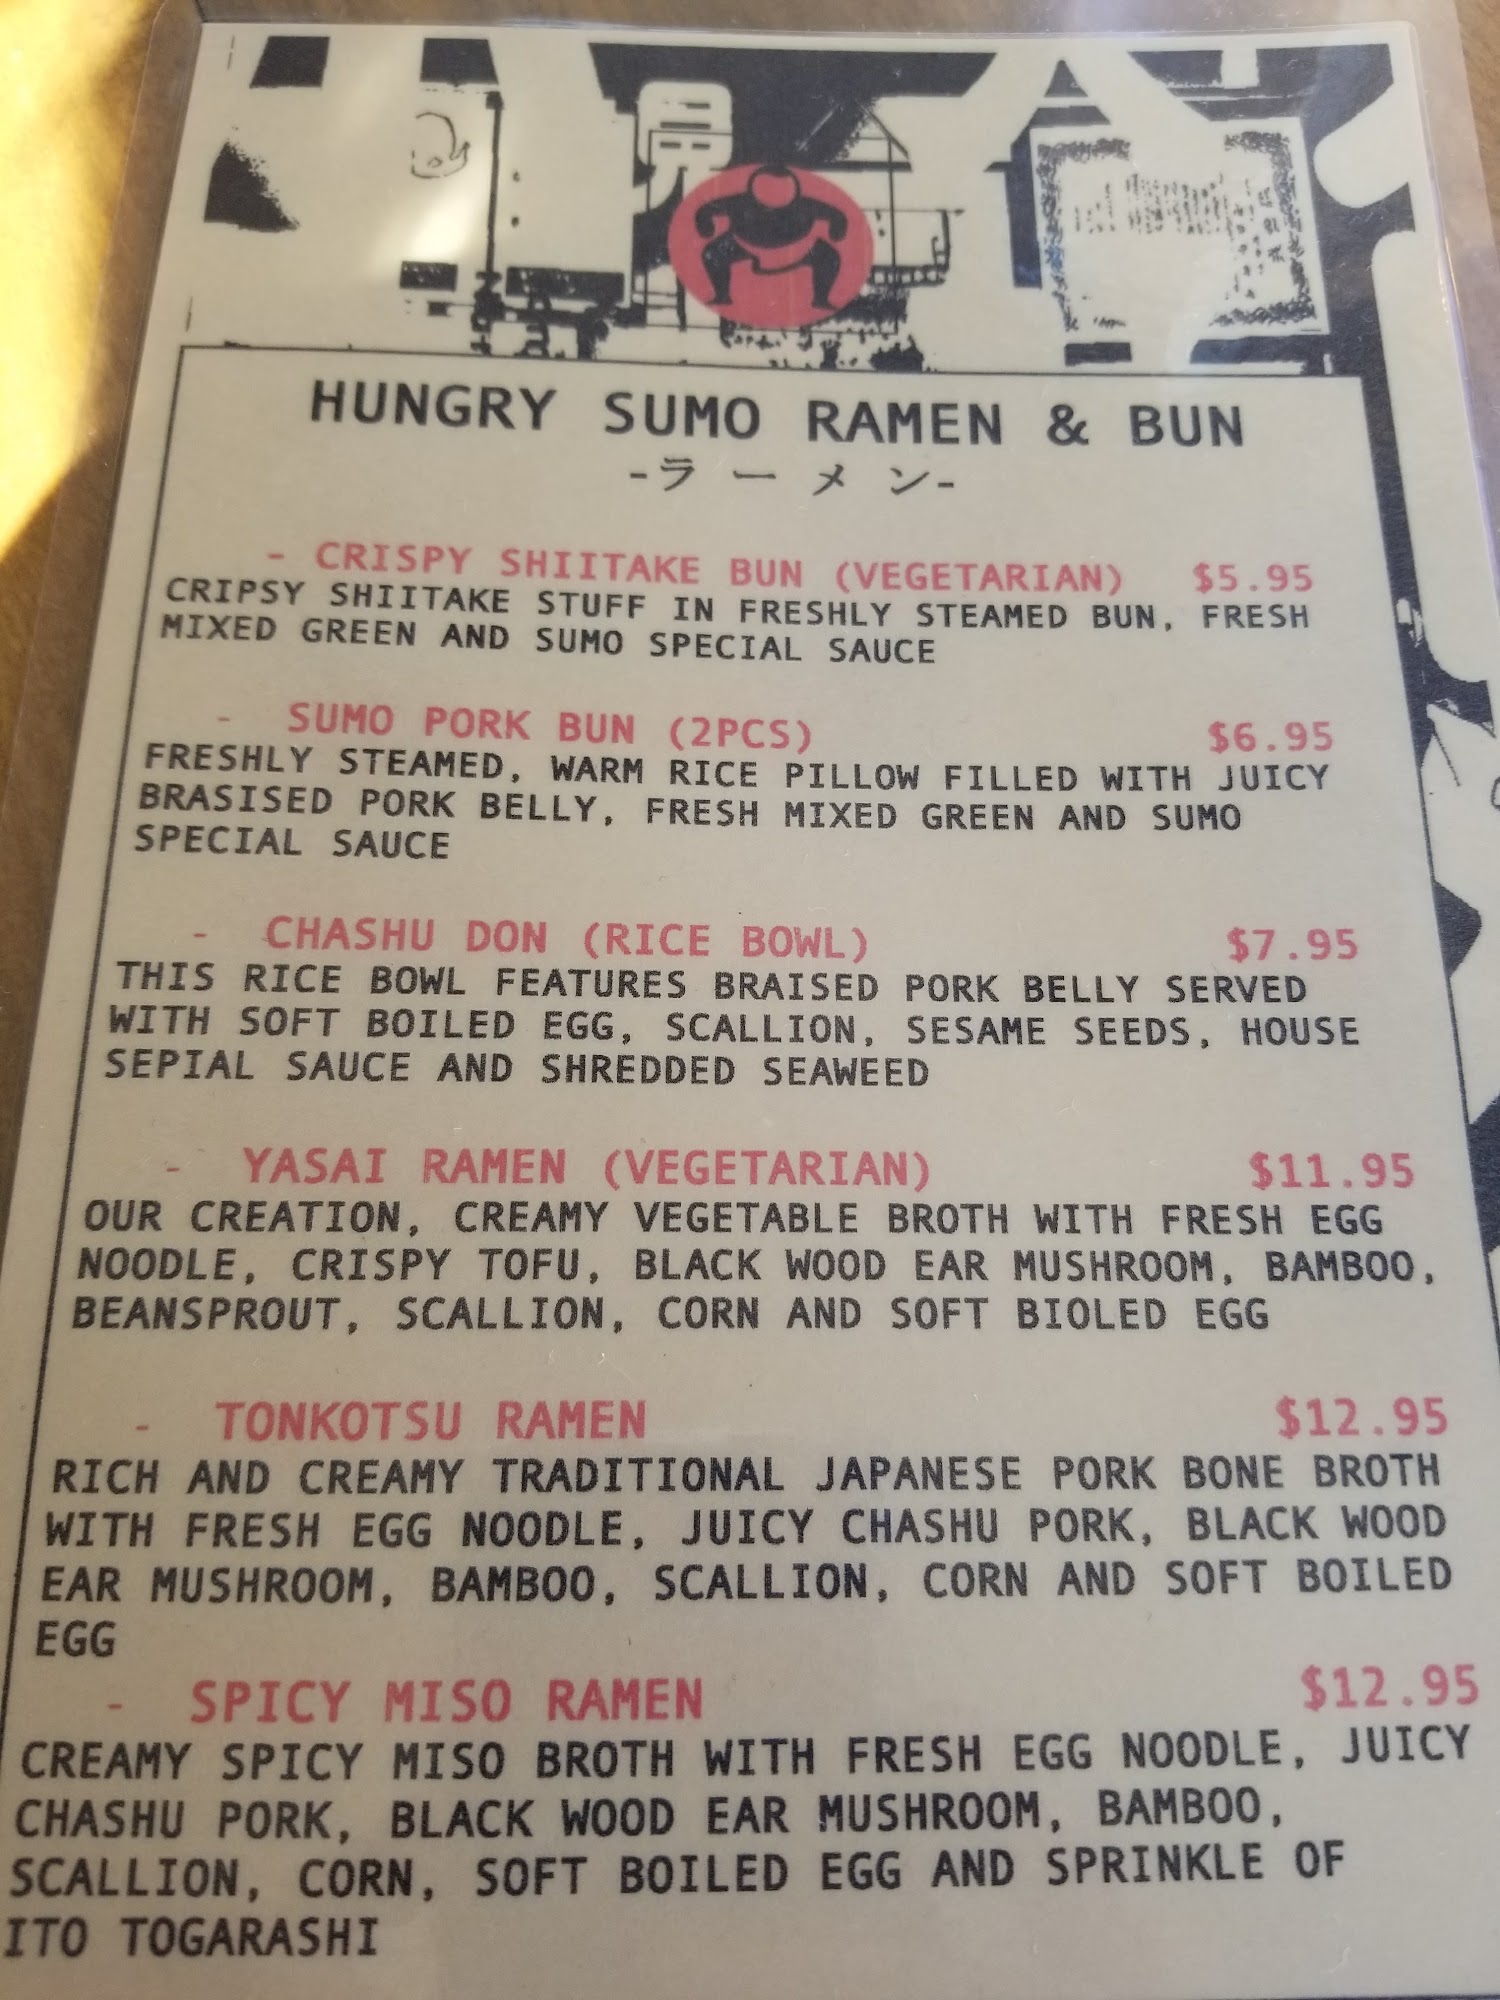 HUNGRY SUMO RAMEN & BUN
-ラーメン-
- CRISPY SHIITAKE BUN (VEGETARIAN) $5.95
CRIPSY SHIITAKE STUFF IN FRESHLY STEAMED BUN, FRESH
MIXED GREEN AND SUMO SPECIAL SAUCE
- SUMO PORK BUN (2PCS) $6.95
FRESHLY STEAMED, WARM RICE PILLOW FILLED WITH JUICY
BRASISED PORK BELLY, FRESH MIXED GREEN AND SUMO
SPECIAL SAUCE
- CHASHU DON (RICE BOWL) $7.95
THIS RICE BOWL FEATURES BRAISED PORK BELLY SERVED
WITH SOFT BOILED EGG, SCALLION, SESAME SEEDS, HOUSE
SEPIAL SAUCE AND SHREDDED SEAWEED
- YASAI RAMEN (VEGETARIAN) $11.95
OUR CREATION, CREAMY VEGETABLE BROTH WITH FRESH EGG
NOODLE, CRISPY TOFU, BLACK WOOD EAR MUSHROOM, BAMBOO,
BEANSPROUT, SCALLION, CORN AND SOFT BIOLED EGG
- TONKOTSU RAMEN $12.95
RICH AND CREAMY TRADITIONAL JAPANESE PORK BONE BROTH
WITH FRESH EGG NOODLE, JUICY CHASHU PORK, BLACK WOOD
EAR MUSHROOM, BAMBOO, SCALLION, CORN AND SOFT BOILED
EGG
- SPICY MISO RAMEN $12.95
CREAMY SPICY MISO BROTH WITH FRESH EGG NOODLE, JUICY
CHASHU PORK, BLACK WOOD EAR MUSHROOM, BAMBOO,
SCALLION, CORN, SOFT BOILED EGG AND SPRINKLE OF
ITO TOGARASHI